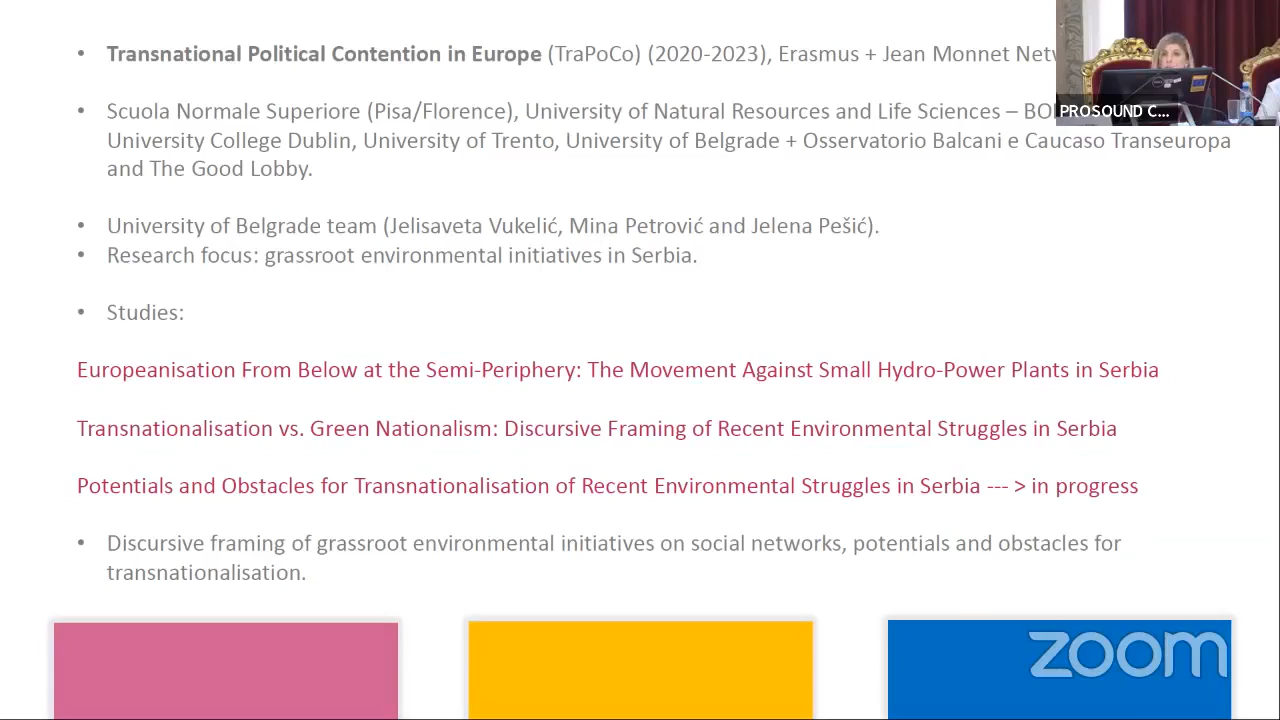 • Transnational Political Contention in Europe (TraPoCo) (2020-2023), Erasmus + Jean Monnet
• Scuola Normale Superiore (Pisa/Florence), University of Natural Resources and Life Sciences –
University College Dublin, University of Trento, University of Belgrade + Osservatorio Balcani e Caucaso Transeuropa
and The Good Lobby.
• University of Belgrade team (Jelisaveta Vukelić, Mina Petrović and Jelena Pešić).
• Research focus: grassroot environmental initiatives in Serbia.
• Studies:
Europeanisation From Below at the Semi-Periphery: The Movement Against Small Hydro-Power Plants in Serbia
Transnationalisation vs. Green Nationalism: Discursive Framing of Recent Environmental Struggles in Serbia
Potentials and Obstacles for Transnationalisation of Recent Environmental Struggles in Serbia --- > in progress
• Discursive framing of grassroot environmental initiatives on social networks, potentials and obstacles for
transnationalisation.
PROSOUND C...
zoom